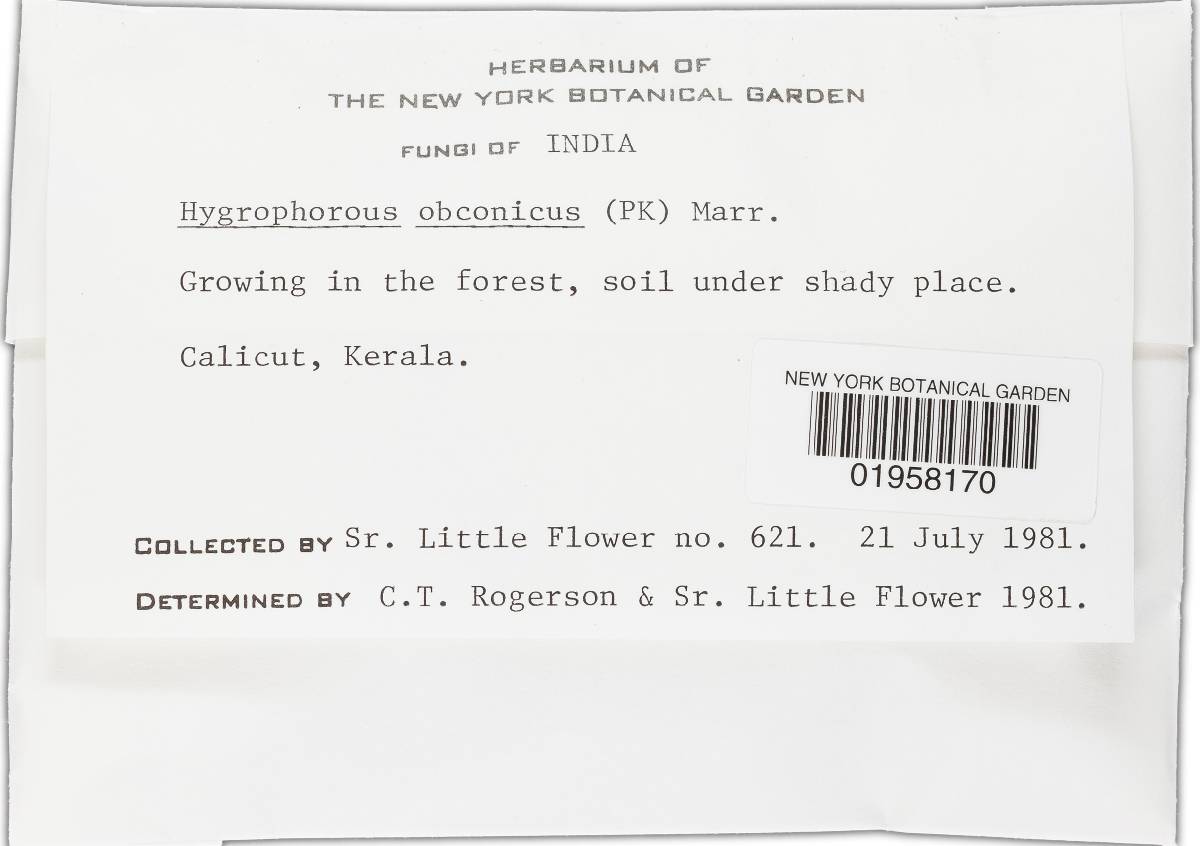 HERBARIUM OF
THE NEW YORK BOTANICAL GARDEN
FUNGI OF INDIA
Hygrophorous obconicus (PK) Marr.
Growing in the forest, soil under shady place.
Calicut, Kerala.
NEW YORK BOTANICAL GARDEN
01958170
COLLECTED BY Sr. Little Flower no. 621. 21 July 1981.
DETERMINED BY C.T. Rogerson & Sr. Little Flower 1981.